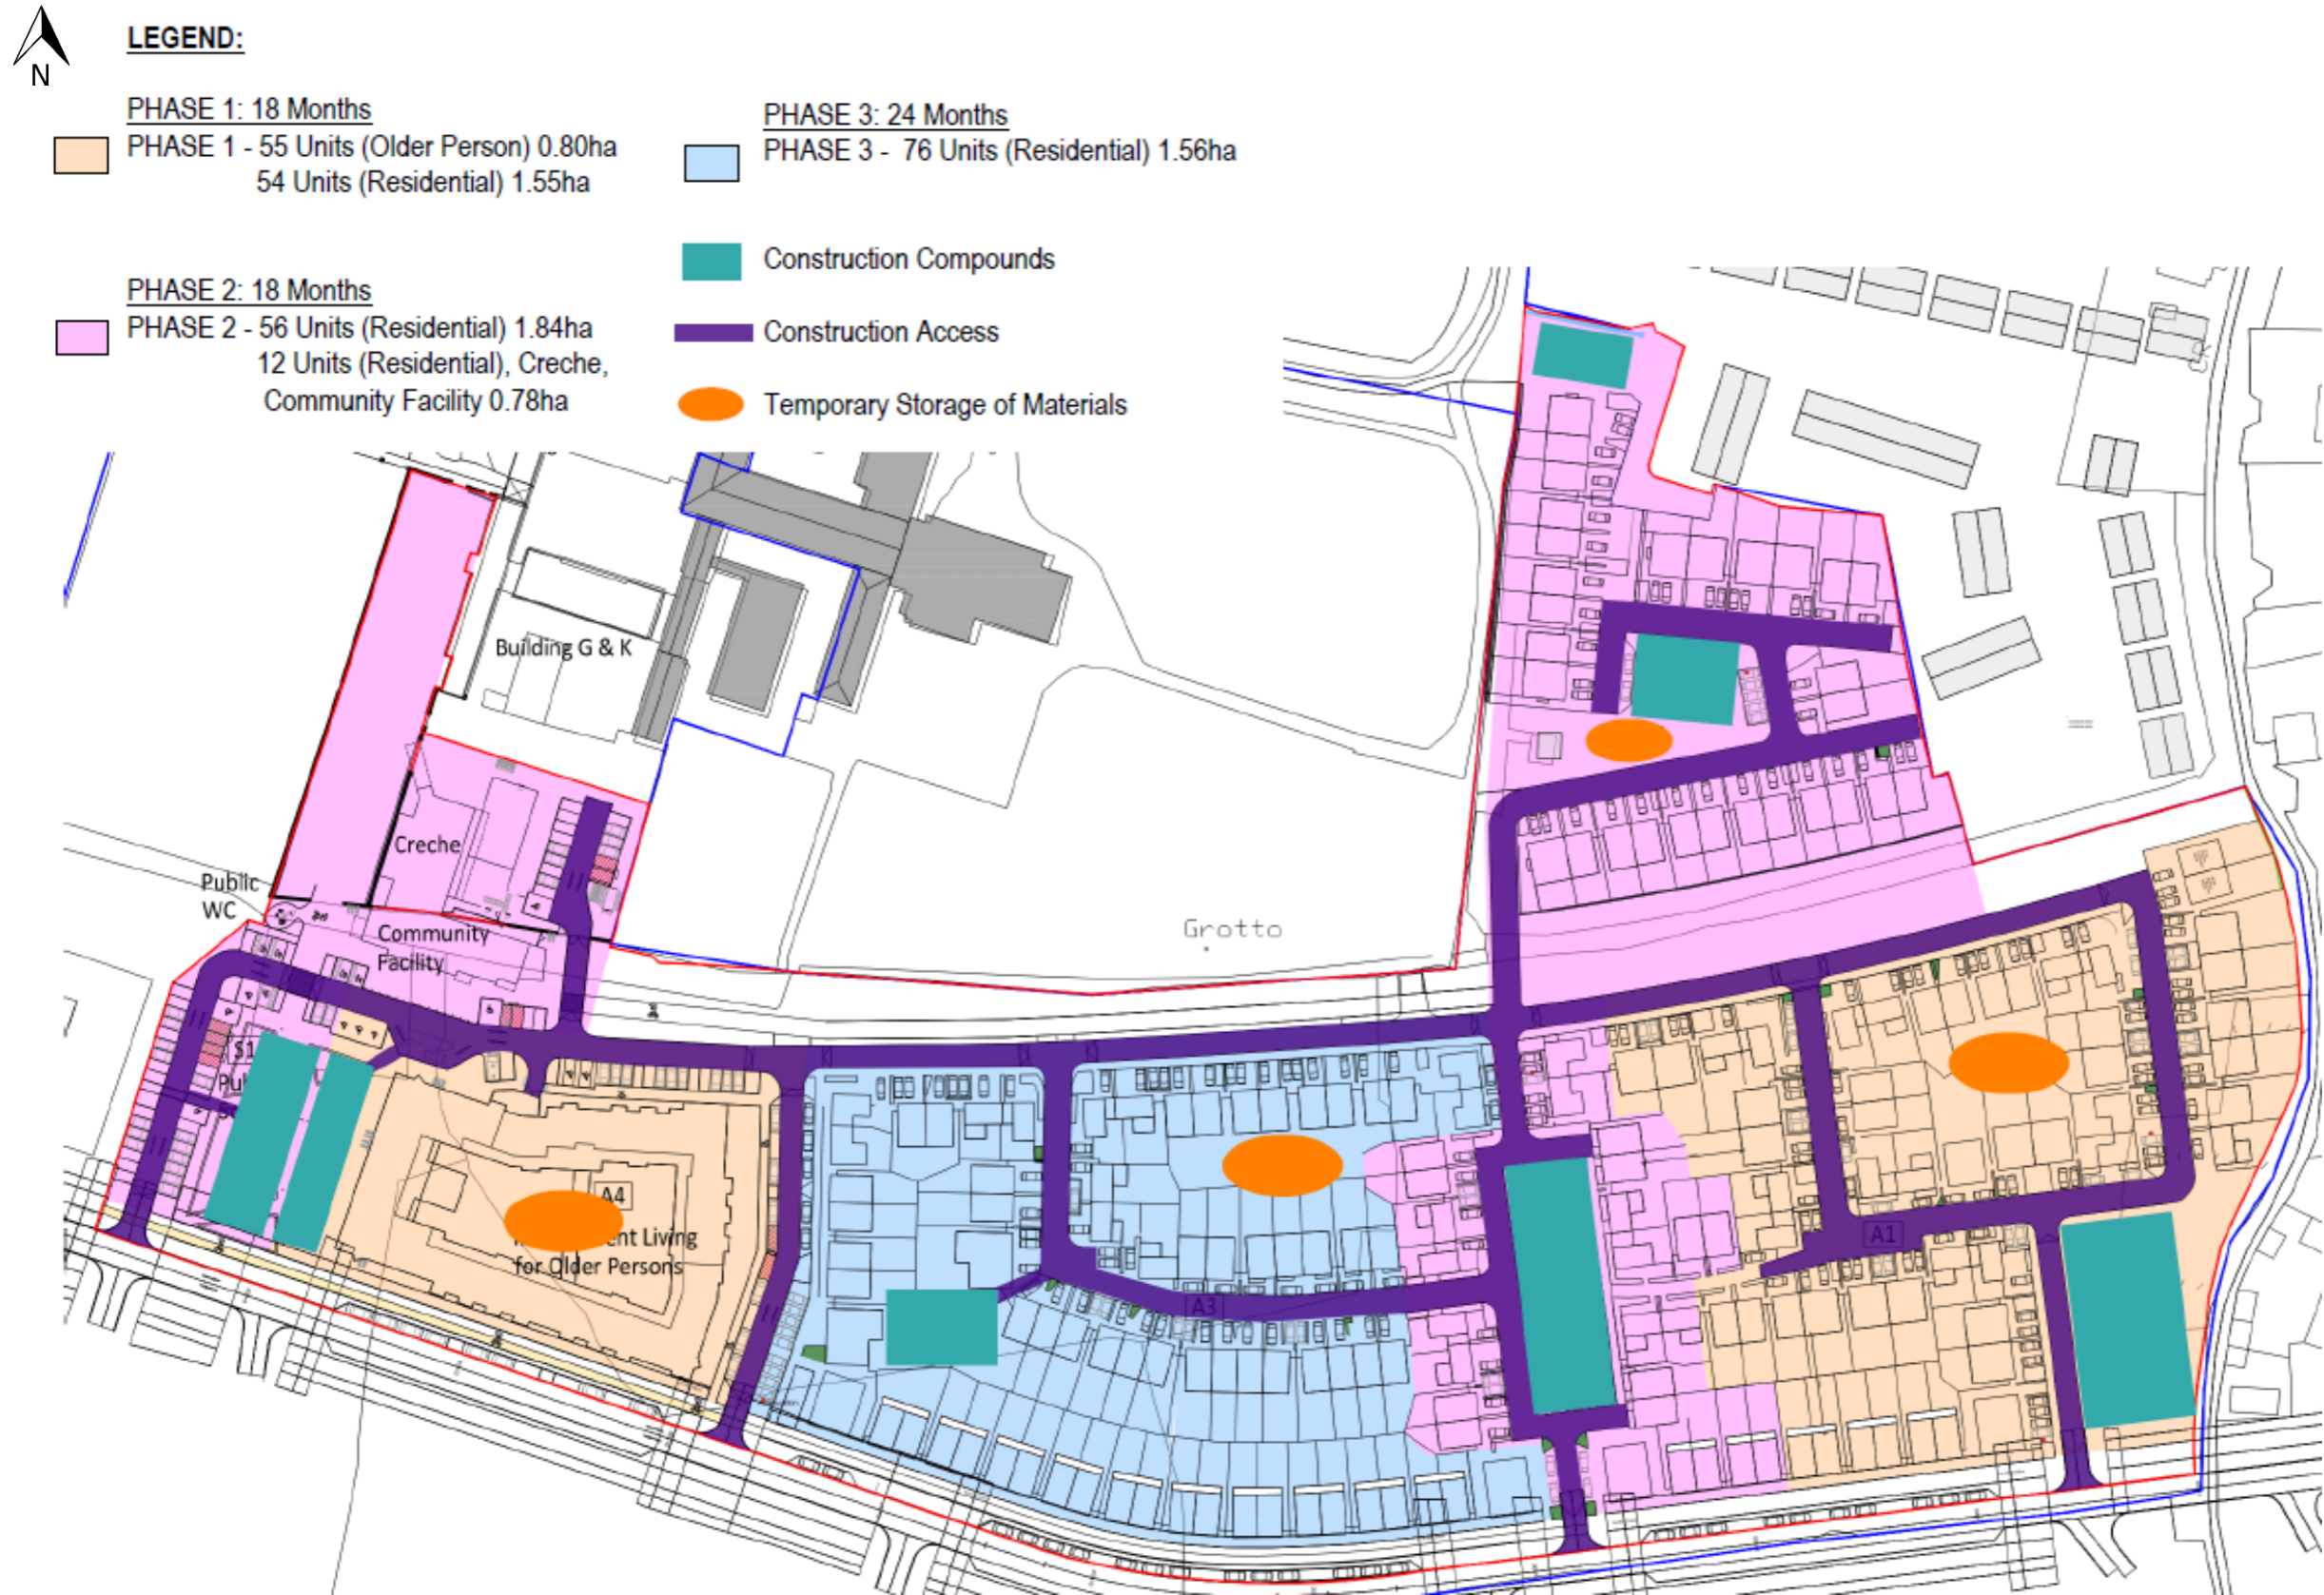 N
LEGEND:
PHASE 1: 18 Months
PHASE 1 - 55 Units (Older Person) 0.80ha
54 Units (Residential) 1.55ha
PHASE 2: 18 Months
PHASE 2 - 56 Units (Residential) 1.84ha
12 Units (Residential), Creche,
Community Facility 0.78ha
PHASE 3: 24 Months
PHASE 3 - 76 Units (Residential) 1.56ha
Construction Compounds
Construction Access
Temporary Storage of Materials
Building G & K
Creche
Public
WC
Community
Facility
Grotto
S1
A4
Living
for Older Persons
A3
A1